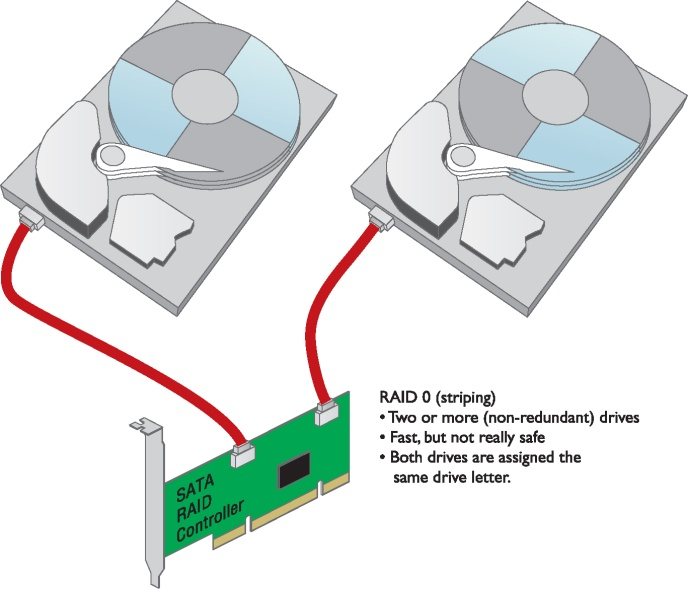 RAID 0 (striping)
• Two or more (non-redundant) drives
• Fast, but not really safe
• Both drives are assigned the
same drive letter.
SATA
RAID
Controller